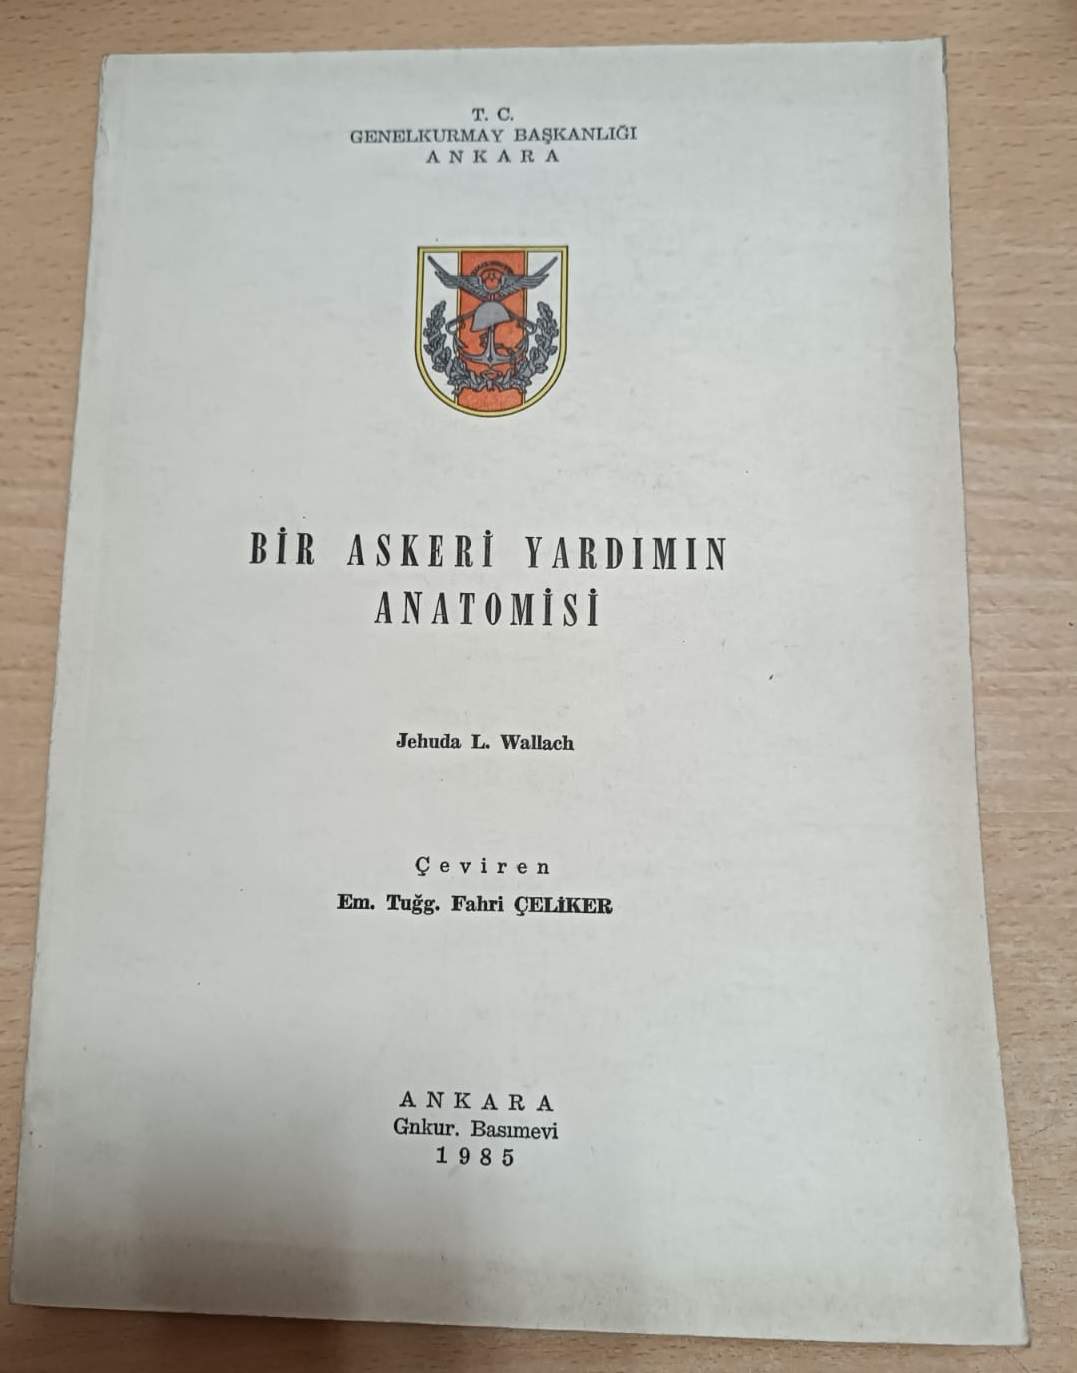 T. C.
GENELKURMAY BAŞKANLIĞI
ANKARA
BİR ASKERİ YARDIMIN
ANATOMİSİ
Jehuda L. Wallach
Çeviren
Em. Tuğg. Fahri ÇELİKER
ANKARA
Gnkur. Basımevi
1985